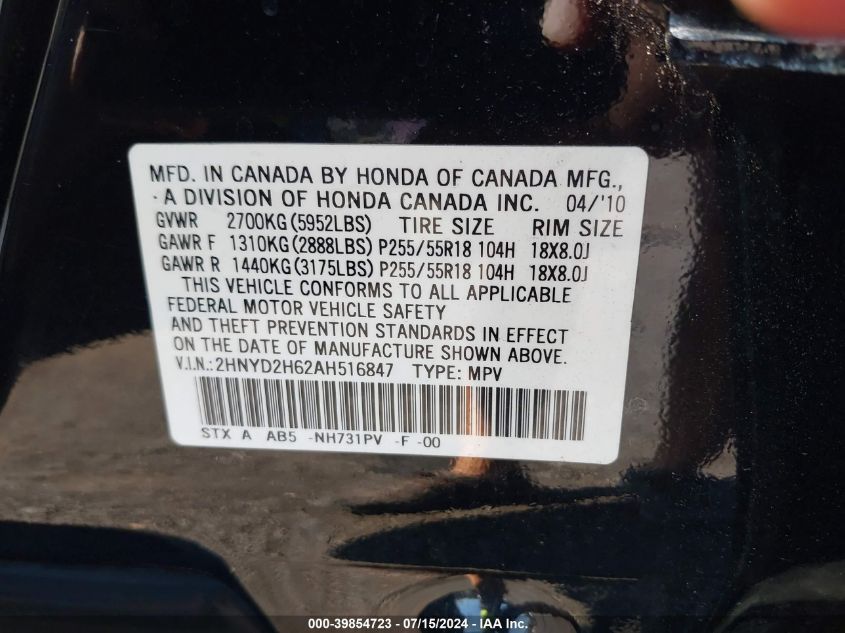 MFD. IN CANADA BY HONDA OF CANADA MFG.,
A DIVISION OF HONDA CANADA INC. 04/'10
GVWR 2700KG(5952LBS) TIRE SIZE RIM SIZE
GAWR F 1310KG(2888LBS) P255/55R18 104H 18X8.0J
GAWR R 1440KG(3175LBS) P255/55R18 104H 18X8.0J
THIS VEHICLE CONFORMS TO ALL APPLICABLE
FEDERAL MOTOR VEHICLE SAFETY
AND THEFT PREVENTION STANDARDS IN EFFECT
ON THE DATE OF MANUFACTURE SHOWN ABOVE.
V.I.N.:2HNYD2H62AH516847 TYPE: MPV
STX A AB5 -NH731PV -F -00
000-39854723 / 07/15/2024 - IAA Inc.